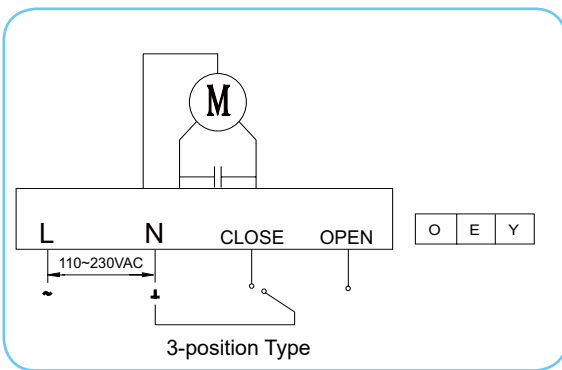 M
L N CLOSE OPEN
O E Y
110~230VAC
3-position Type